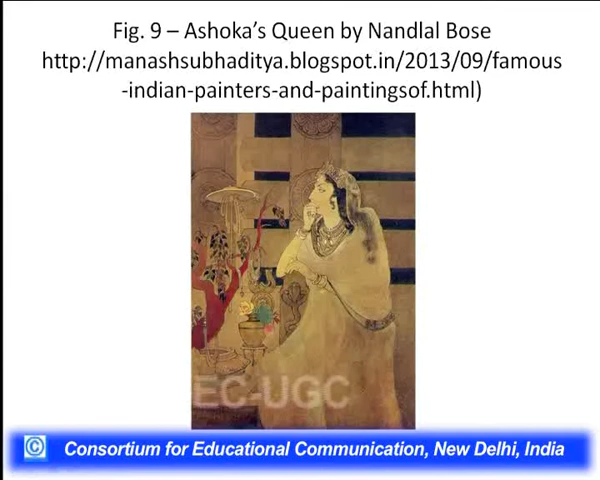 Fig. 9 – Ashoka’s Queen by Nandlal Bose
http://manashsubhaditya.blogspot.in/2013/09/famous
-indian-painters-and-paintingsof.html)
EC-UGC
© Consortium for Educational Communication, New Delhi, India